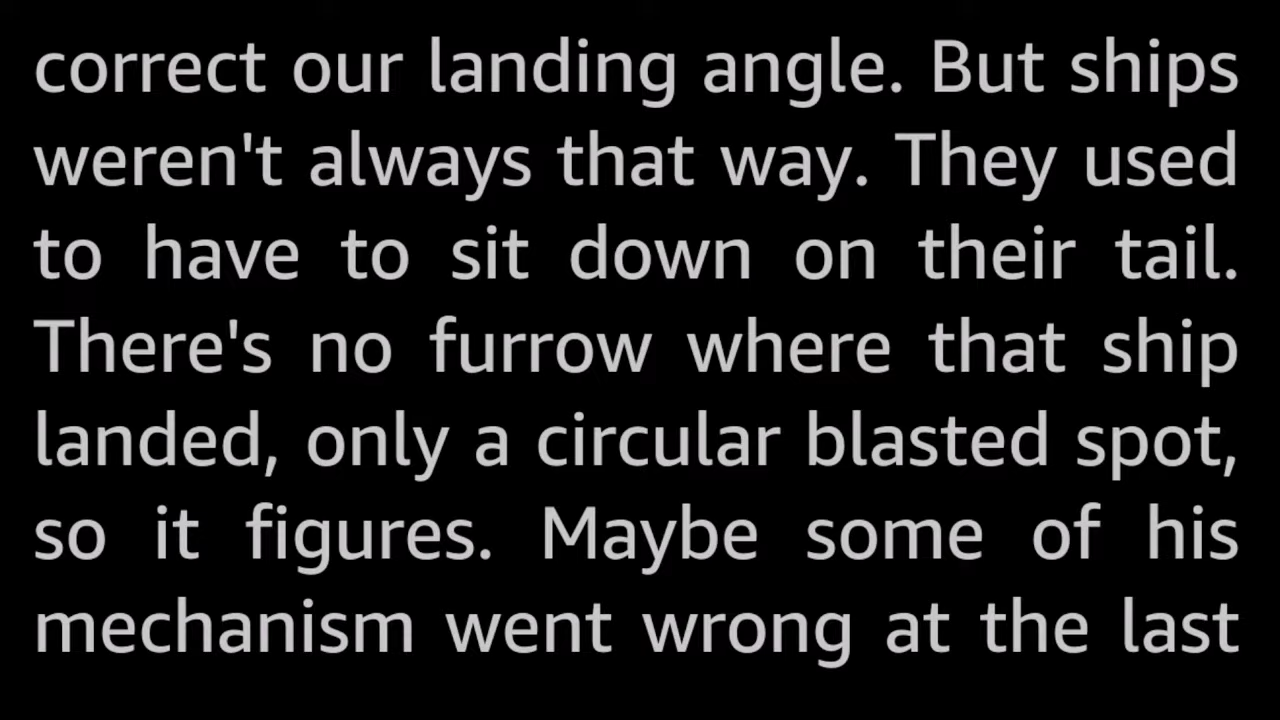 correct our landing angle. But ships
weren't always that way. They used
to have to sit down on their tail.
There's no furrow where that ship
landed, only a circular blasted spot,
so it figures. Maybe some of his
mechanism went wrong at the last